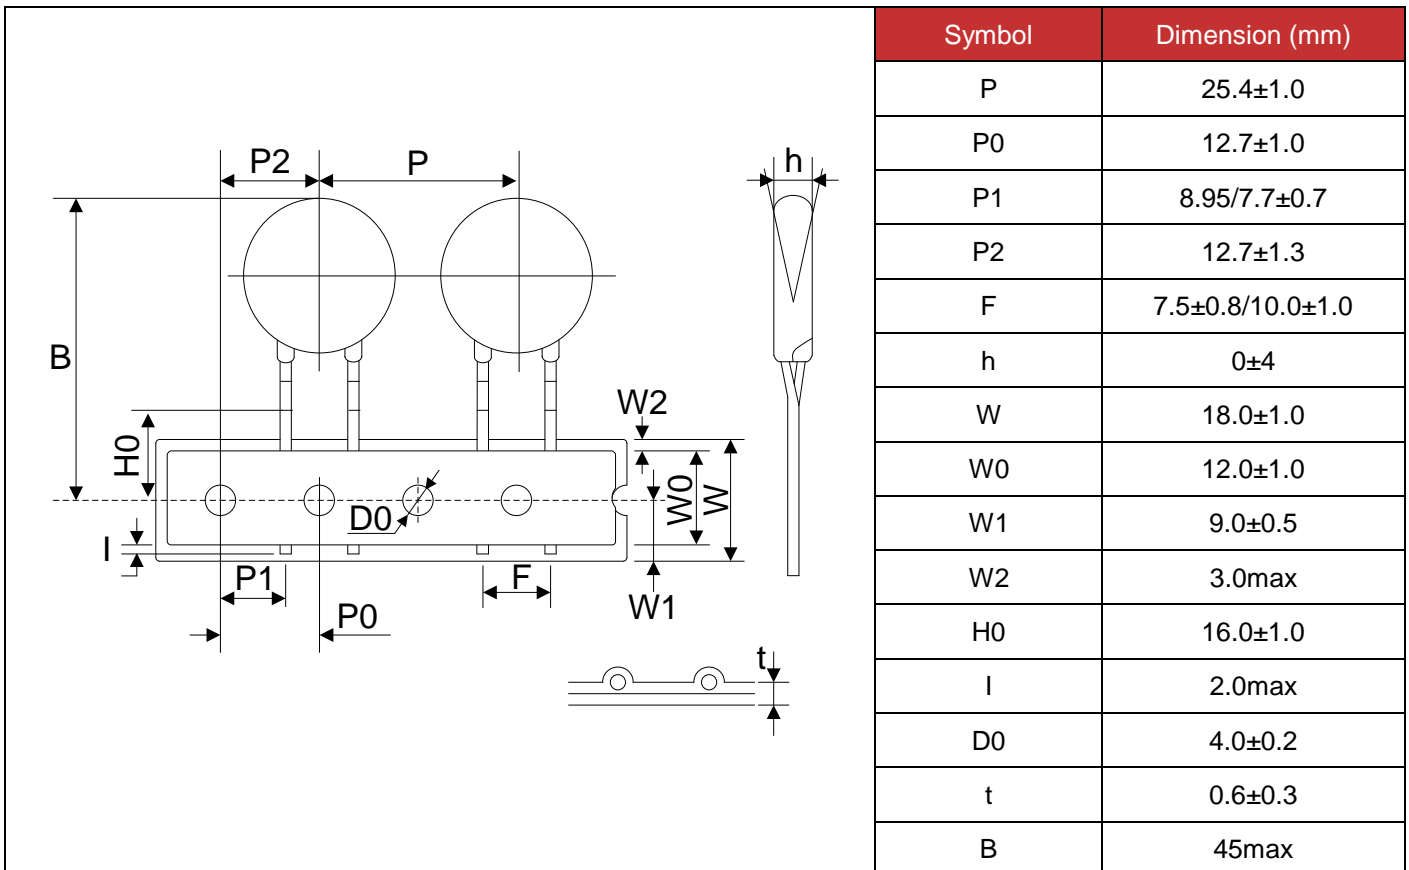 P2
P
h
B
H0
W2
W0
W
D0
I
P1
F
W1
P0
t
Symbol Dimension (mm)
P 25.4±1.0
P0 12.7±1.0
P1 8.95/7.7±0.7
P2 12.7±1.3
F 7.5±0.8/10.0±1.0
h 0±4
W 18.0±1.0
W0 12.0±1.0
W1 9.0±0.5
W2 3.0max
H0 16.0±1.0
I 2.0max
D0 4.0±0.2
t 0.6±0.3
B 45max